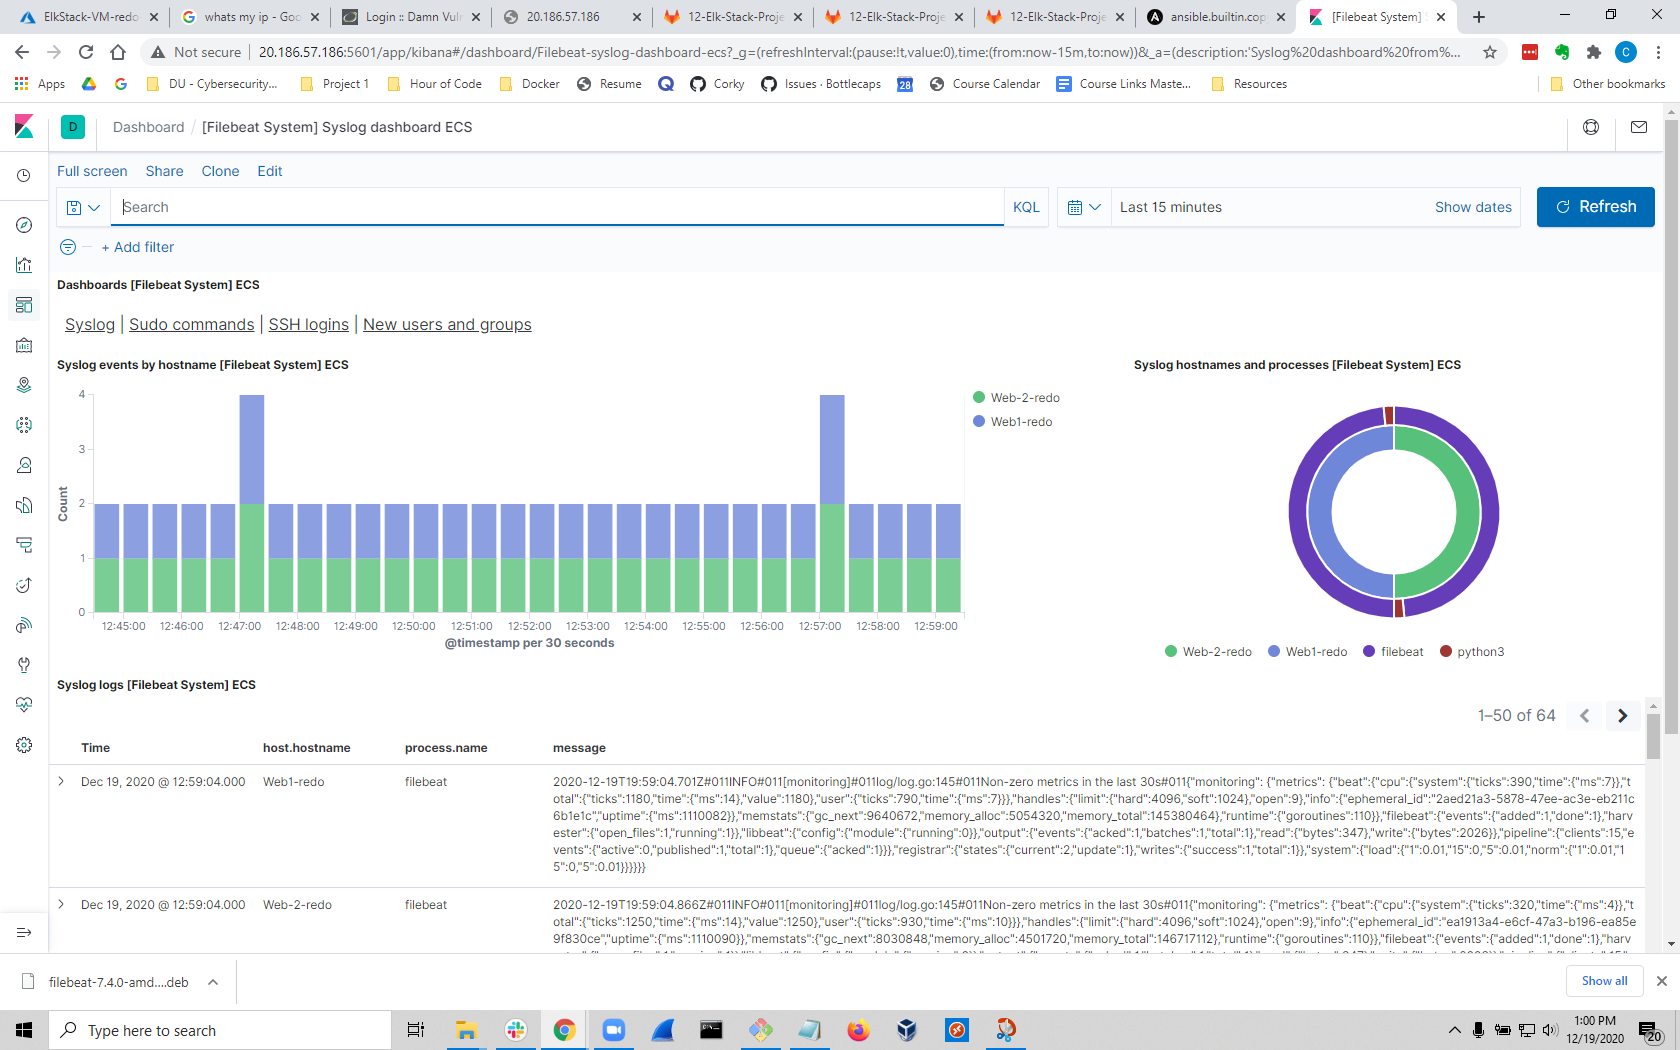 ElkStack-VM-redo
whats my ip - Goo
Login :: Damn Vuln
20.186.57.186
12-Elk-Stack-Proje
12-Elk-Stack-Proje
12-Elk-Stack-Proje
ansible.builtin.cop
[Filebeat System]
Not secure
20.186.57.186:5601/app/kibana#/dashboard/Filebeat-syslog-dashboard-ecs?_g=(refreshInterval:(pause:!t,value:0),time:(from:now-15m,to:now))&_a=(description:'Syslog%20dashboard%20from%...
C
Apps
DU - Cybersecurity...
Project 1
Hour of Code
Docker
Resume
Corky
Issues · Bottlecaps
28
Course Calendar
Course Links Maste...
Resources
Other bookmarks
D
Dashboard / [Filebeat System] Syslog dashboard ECS
Full screen Share Clone Edit
Search
KQL
Last 15 minutes
Show dates
Refresh
+ Add filter
Dashboards [Filebeat System] ECS
Syslog | Sudo commands | SSH logins | New users and groups
Syslog events by hostname [Filebeat System] ECS
4
3
2
1
0
Count
12:45:00 12:46:00 12:47:00 12:48:00 12:49:00 12:50:00 12:51:00 12:52:00 12:53:00 12:54:00 12:55:00 12:56:00 12:57:00 12:58:00 12:59:00
@timestamp per 30 seconds
Web-2-redo
Web1-redo
Syslog hostnames and processes [Filebeat System] ECS
Web-2-redo Web1-redo filebeat python3
Syslog logs [Filebeat System] ECS
1–50 of 64
Time host.hostname process.name message
Dec 19, 2020 @ 12:59:04.000 Web1-redo filebeat
2020-12-19T19:59:04.701Z#011INFO#011[monitoring]#011log/log.go:145#011Non-zero metrics in the last 30s#011{"monitoring": {"metrics": {"beat":{"cpu":{"system":{"ticks":390,"time":{"ms":7}},"t
otal":{"ticks":1180,"time":{"ms":14},"value":1180},"user":{"ticks":790,"time":{"ms":7}}},"handles":{"limit":{"hard":4096,"soft":1024},"open":9},"info":{"ephemeral_id":"2aed21a3-5878-47ee-ac3e-eb211c
6b1e1c","uptime":{"ms":1110082}},"memstats":{"gc_next":9640672,"memory_alloc":5054320,"memory_total":145380464},"runtime":{"goroutines":110}},"filebeat":{"events":{"added":1,"done":1},"harv
ester":{"open_files":1,"running":1}},"libbeat":{"config":{"module":{"running":0}},"output":{"events":{"acked":1,"batches":1,"total":1},"read":{"bytes":347},"write":{"bytes":2026}},"pipeline":{"clients":15,"e
vents":{"active":0,"published":1,"total":1},"queue":{"acked":1}}},"registrar":{"states":{"current":2,"update":1},"writes":{"success":1,"total":1}},"system":{"load":{"1":0.01,"15":0,"5":0.01,"norm":{"1":0.01,"1
5":0,"5":0.01}}}}}}
Dec 19, 2020 @ 12:59:04.000 Web-2-redo filebeat
2020-12-19T19:59:04.866Z#011INFO#011[monitoring]#011log/log.go:145#011Non-zero metrics in the last 30s#011{"monitoring": {"metrics": {"beat":{"cpu":{"system":{"ticks":320,"time":{"ms":4}},"t
otal":{"ticks":1250,"time":{"ms":14},"value":1250},"user":{"ticks":930,"time":{"ms":10}}},"handles":{"limit":{"hard":4096,"soft":1024},"open":9},"info":{"ephemeral_id":"ea1913a4-e6cf-47a3-b196-ea85e
9f830ce","uptime":{"ms":1110090}},"memstats":{"gc_next":8030848,"memory_alloc":4501720,"memory_total":146717112},"runtime":{"goroutines":110}},"filebeat":{"events":{"added":1,"done":1},"harv
filebeat-7.4.0-amd....deb
Show all
Type here to search
1:00 PM
12/19/2020
20